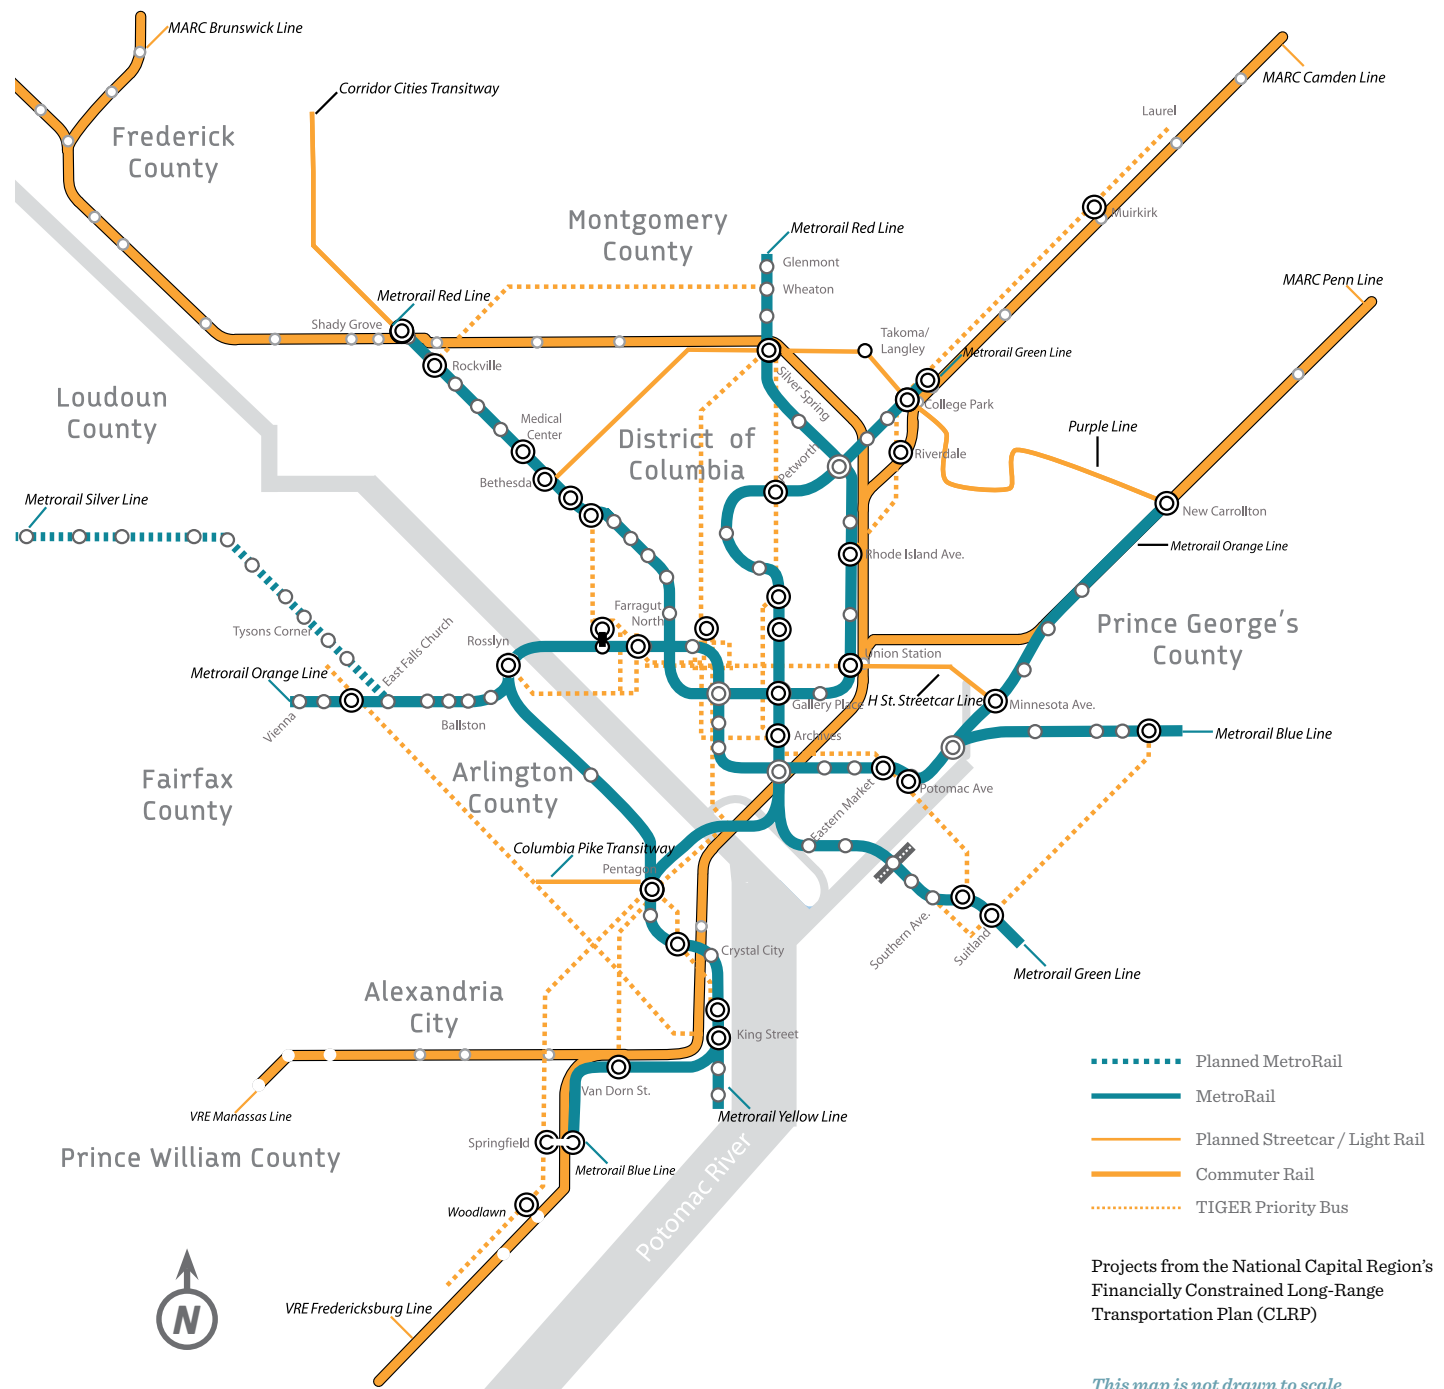 MARC Brunswick Line
Corridor Cities Transitway
MARC Camden Line
Laurel
Frederick
County
Montgomery
County
Muirkirk
Metrorail Red Line
Glenmont
Wheaton
MARC Penn Line
Metrorail Red Line
Shady Grove
Takoma/
Langley
Metrorail Green Line
Rockville
Silver Spring
College Park
Loudoun
County
Medical
Center
District of
Columbia
Petworth
Purple Line
Riverdale
Bethesda
Metrorail Silver Line
New Carrollton
Metrorail Orange Line
Rhode Island Ave.
Farragut
North
Tysons Corner
East Falls Church
Rosslyn
Prince George's
County
Union Station
Metrorail Orange Line
Vienna
Ballston
Gallery Place
H St. Streetcar Line
Minnesota Ave.
Archives
Metrorail Blue Line
Fairfax
County
Arlington
County
Eastern Market
Potomac Ave
Columbia Pike Transitway
Pentagon
Southern Ave.
Suitland
Crystal City
Metrorail Green Line
Alexandria
City
King Street
Van Dorn St.
VRE Manassas Line
Metrorail Yellow Line
Prince William County
Springfield
Metrorail Blue Line
Woodlawn
Potomac River
VRE Fredericksburg Line
N
Planned MetroRail
MetroRail
Planned Streetcar / Light Rail
Commuter Rail
TIGER Priority Bus
Projects from the National Capital Region's
Financially Constrained Long-Range
Transportation Plan (CLRP)
This map is not drawn to scale